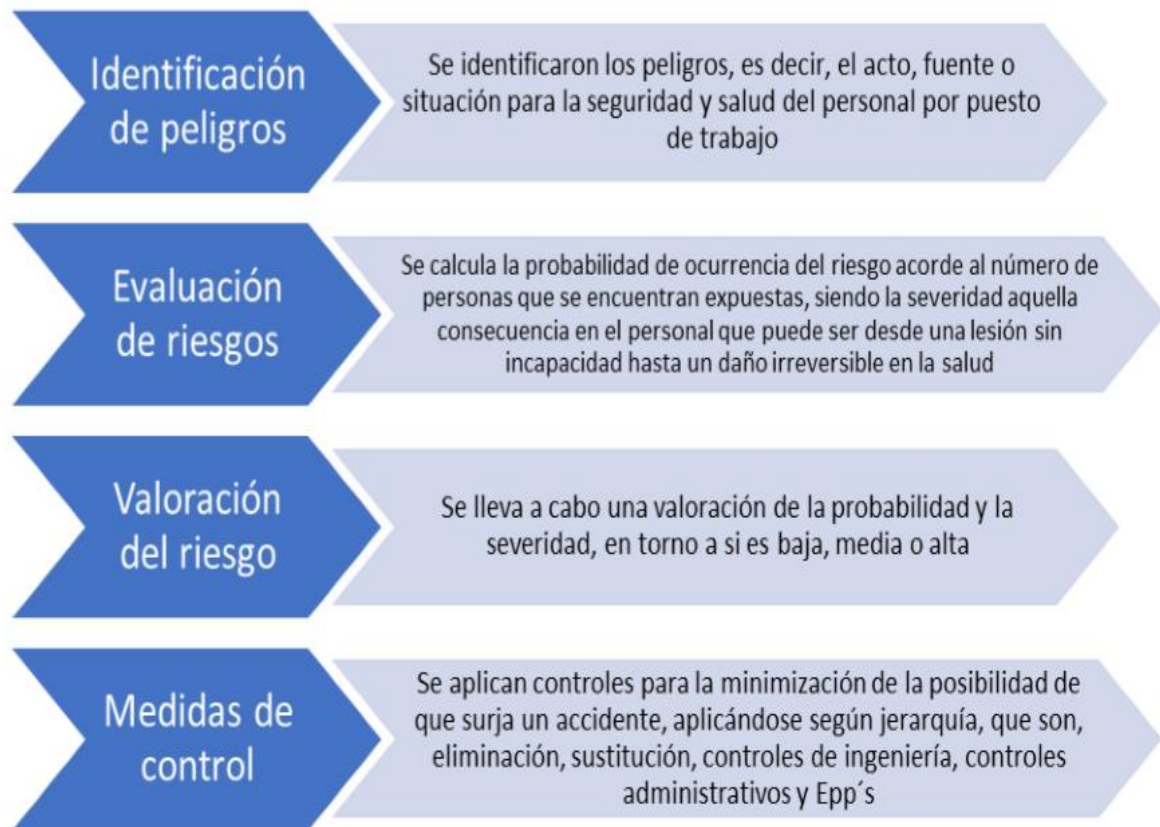 Identificación
de peligros
Se identificaron los peligros, es decir, el acto, fuente o
situación para la seguridad y salud del personal por puesto
de trabajo
Evaluación
de riesgos
Se calcula la probabilidad de ocurrencia del riesgo acorde al número de
personas que se encuentran expuestas, siendo la severidad aquella
consecuencia en el personal que puede ser desde una lesión sin
incapacidad hasta un daño irreversible en la salud
Valoración
del riesgo
Se lleva a cabo una valoración de la probabilidad y la
severidad, en torno a si es baja, media o alta
Medidas de
control
Se aplican controles para la minimización de la posibilidad de
que surja un accidente, aplicándose según jerarquía, que son,
eliminación, sustitución, controles de ingeniería, controles
administrativos y Epp´s